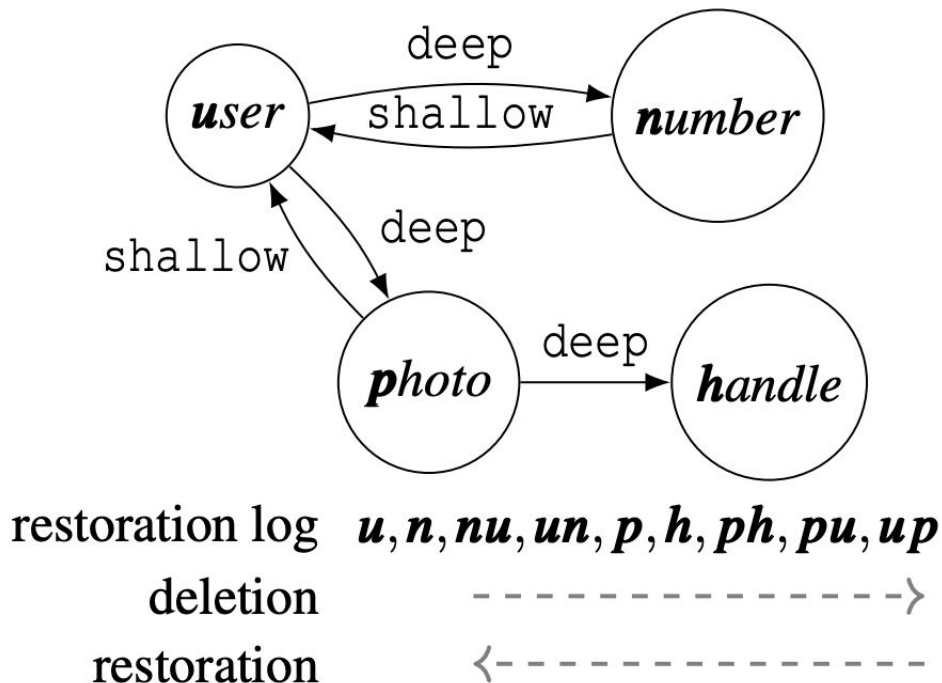 deep
user
shallow
number
deep
shallow
photo
deep
handle
restoration log u, n, nu, un, p, h, ph, pu, up
deletion
restoration